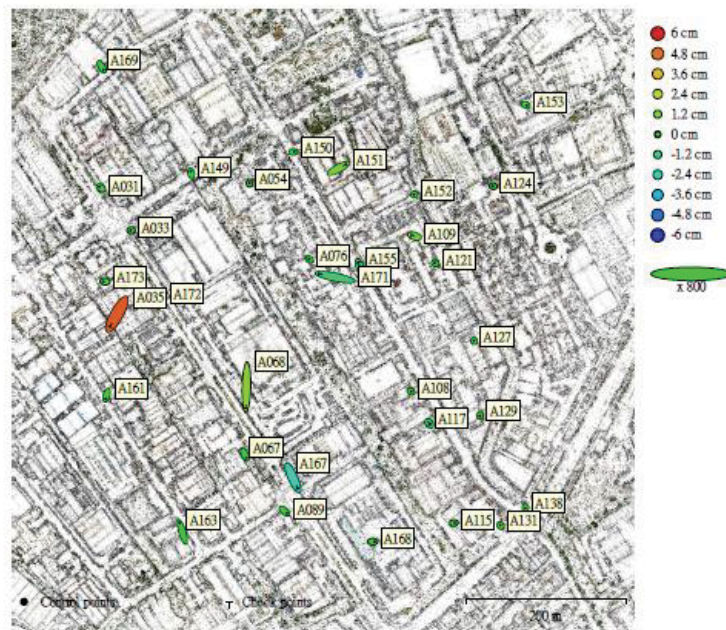 6 cm
4.8 cm
3.6 cm
2.4 cm
1.2 cm
0 cm
-1.2 cm
-2.4 cm
-3.6 cm
-4.8 cm
-6 cm
x 800
A169
A153
A150
A151
A149
A054
A031
A152
A124
A033
A109
A076
A155
A121
A171
A173
A035
A172
A127
A068
A161
A108
A117
A129
A067
A167
A089
A138
A163
A115
A131
A168
Control points
Check points
200 m